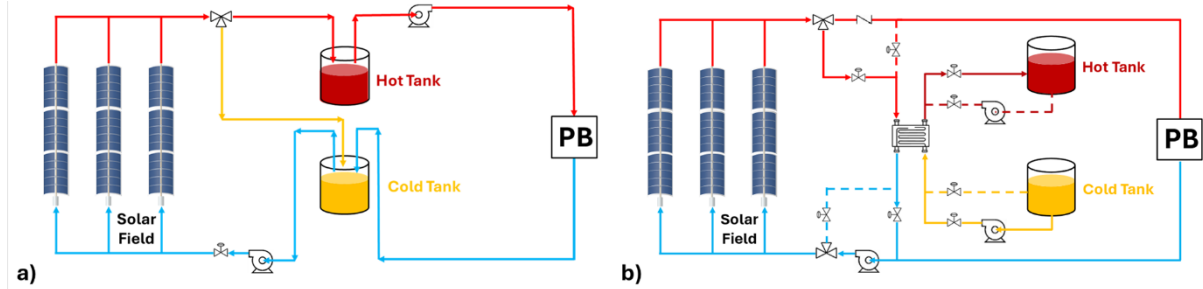 Hot Tank
PB
Cold Tank
Solar
Field
a)
Hot Tank
PB
Cold Tank
Solar
Field
b)